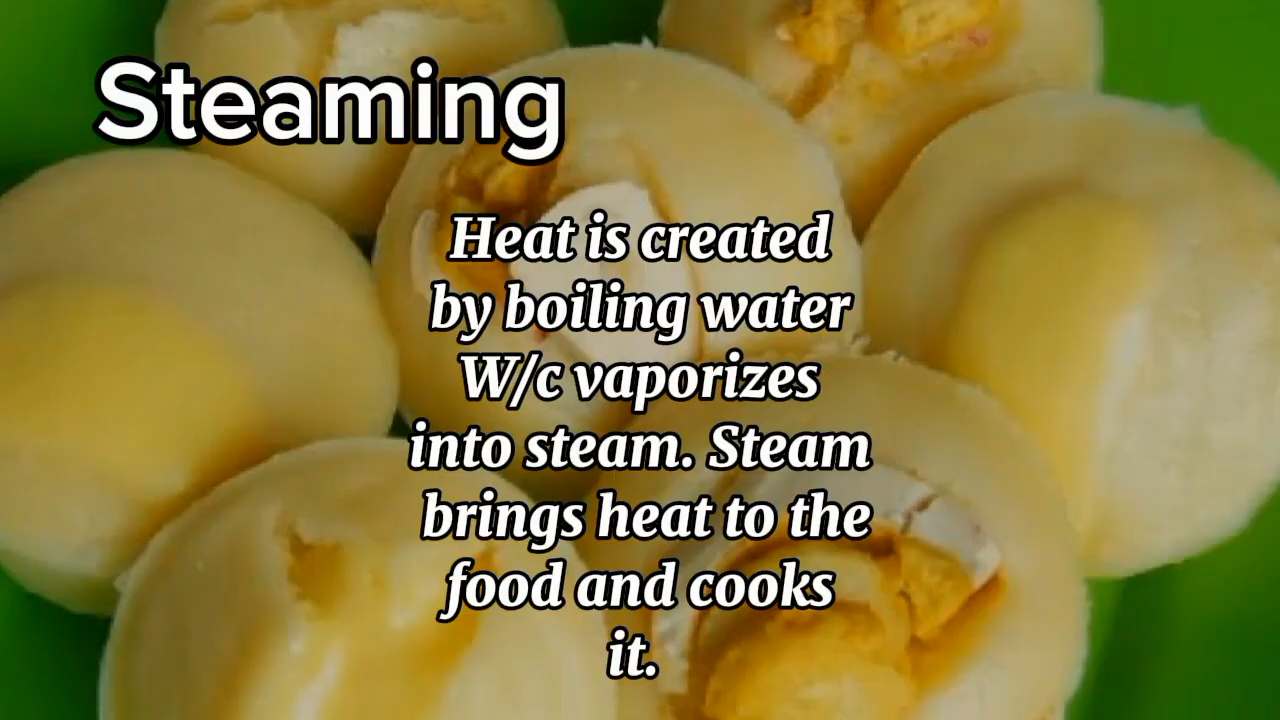 Steaming
Heat is created
by boiling water
W/c vaporizes
into steam. Steam
brings heat to the
food and cooks
it.